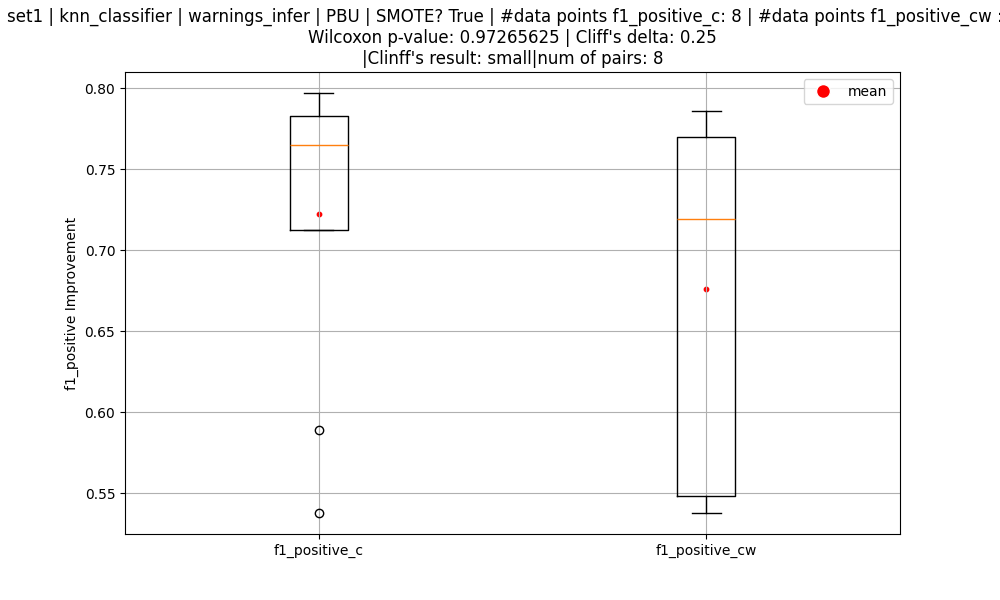 set1 | knn_classifier | warnings_infer | PBU | SMOTE? True | #data points f1_positive_c: 8 | #data points f1_positive_cw :
Wilcoxon p-value: 0.97265625 | Cliff's delta: 0.25
|Clinff's result: small|num of pairs: 8
mean
0.80
0.75
0.70
0.65
0.60
0.55
f1_positive Improvement
f1_positive_c
f1_positive_cw